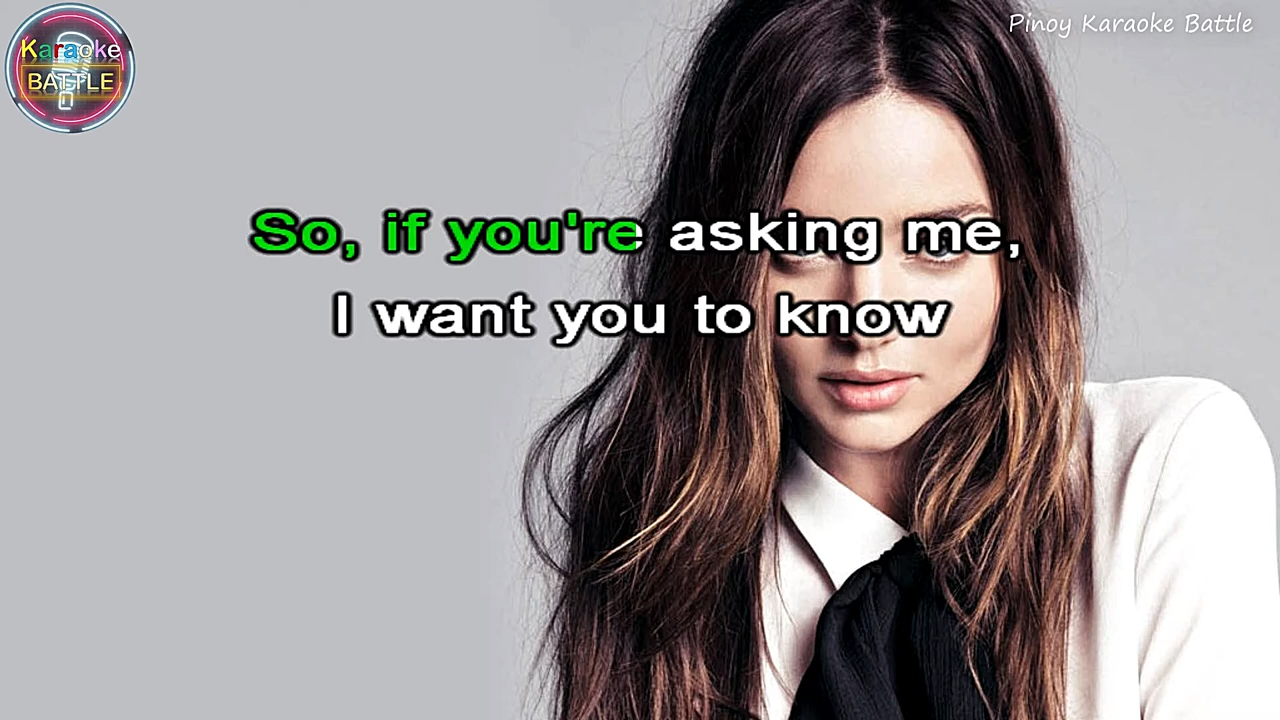 Karaoke
BATTLE
Pinoy Karaoke Battle
So, if you're asking me,
I want you to know